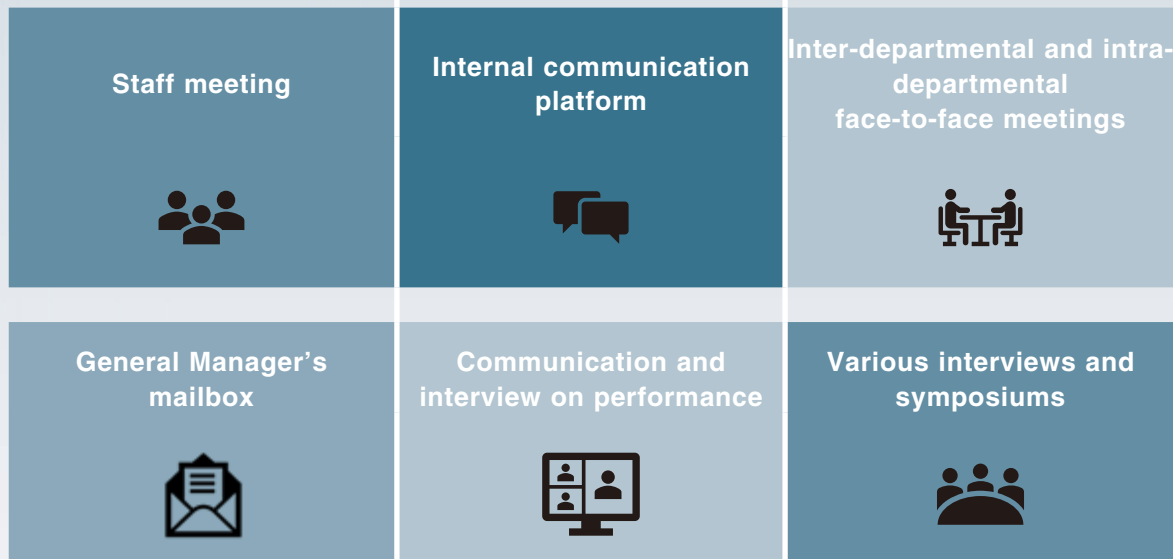 Staff meeting
Internal communication
platform
Inter-departmental and intra-
departmental
face-to-face meetings
General Manager’s
mailbox
Communication and
interview on performance
Various interviews and
symposiums